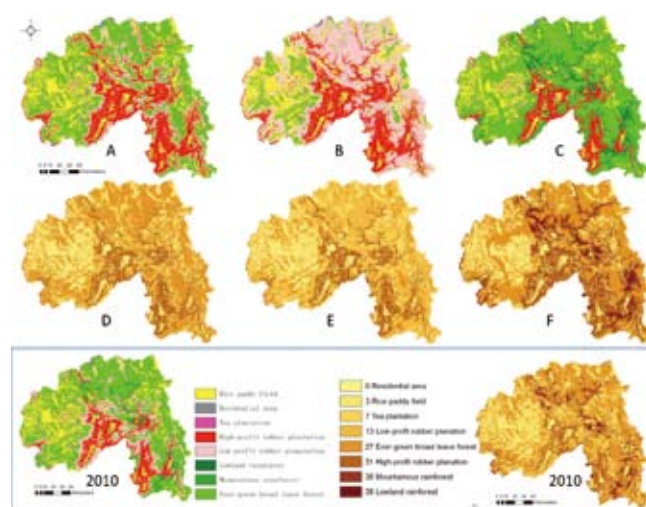 A
B
C
D
E
F
2010
Rice paddy field
Residential area
Tea plantation
High-profit rubber plantation
Low-profit rubber plantation
Lowland rainforest
Mountainous rainforest
Ever-green broad leave forest
0 Residential area
3 Rice paddy field
7 Tea plantation
13 Low-profit rubber plantation
27 Ever-green broad leave forest
31 High-profit rubber plantation
36 Mountainous rainforest
38 Lowland rainforest
2010